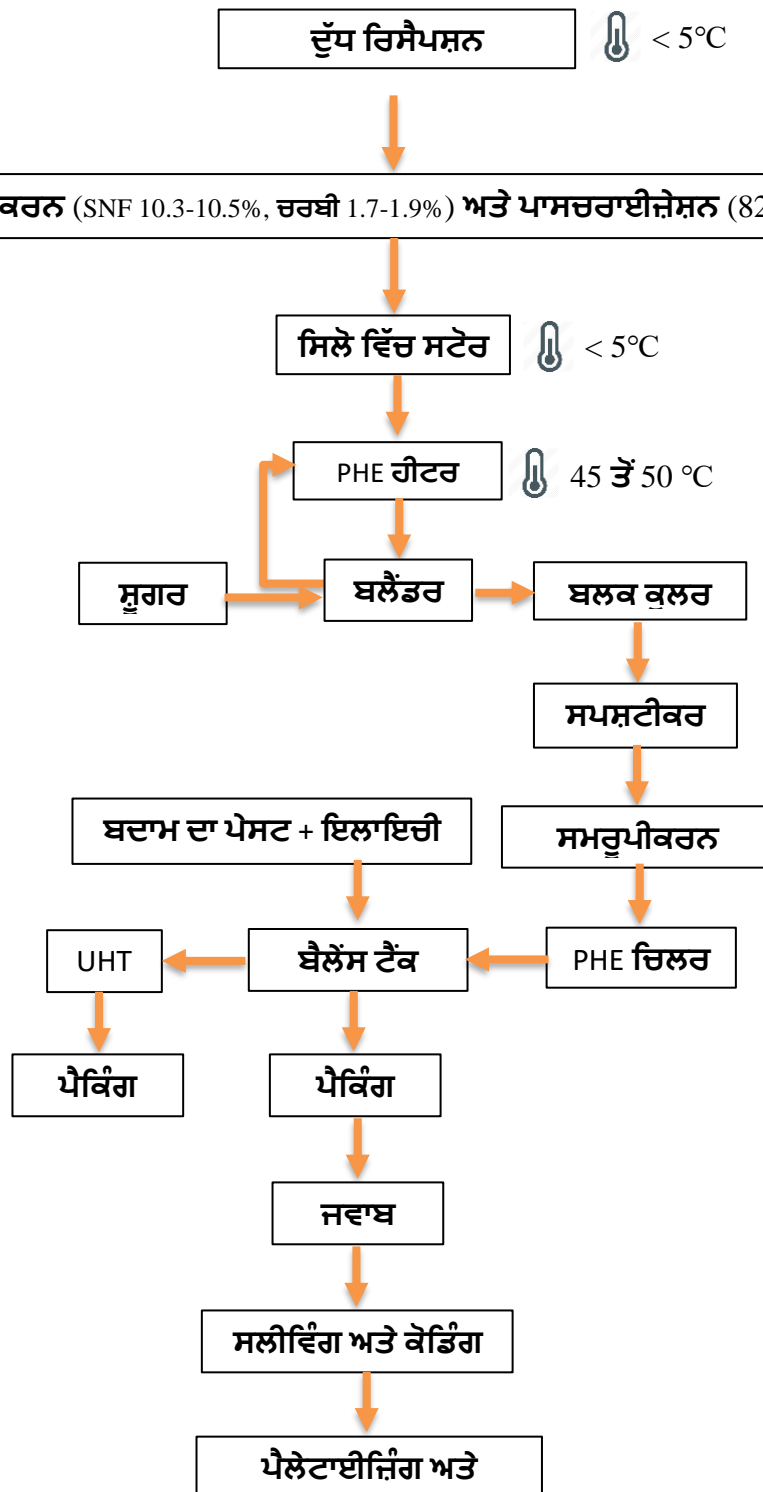 ਦੁੱਧ ਰਿਸੈਪਸ਼ਨ
< 5°C
ਕਰਨ (SNF 10.3-10.5%, ਚਰਬੀ 1.7-1.9%) ਅਤੇ ਪਾਸਚਰਾਈਜ਼ੇਸ਼ਨ (82
ਸਿਲੋ ਵਿੱਚ ਸਟੋਰ
< 5°C
PHE ਹੀਟਰ
45 ਤੋਂ 50 °C
ਸ਼ੂਗਰ
ਬਲੈਂਡਰ
ਬਲਕ ਕੂਲਰ
ਸਪਸ਼ਟੀਕਰ
ਬਦਾਮ ਦਾ ਪੇਸਟ + ਇਲਾਇਚੀ
ਸਮਰੂਪੀਕਰਨ
UHT
ਬੈਲੇਂਸ ਟੈਂਕ
PHE ਚਿਲਰ
ਪੈਕਿੰਗ
ਪੈਕਿੰਗ
ਜਵਾਬ
ਸਲੀਵਿੰਗ ਅਤੇ ਕੋਡਿੰਗ
ਪੈਲੇਟਾਈਜ਼ਿੰਗ ਅਤੇ